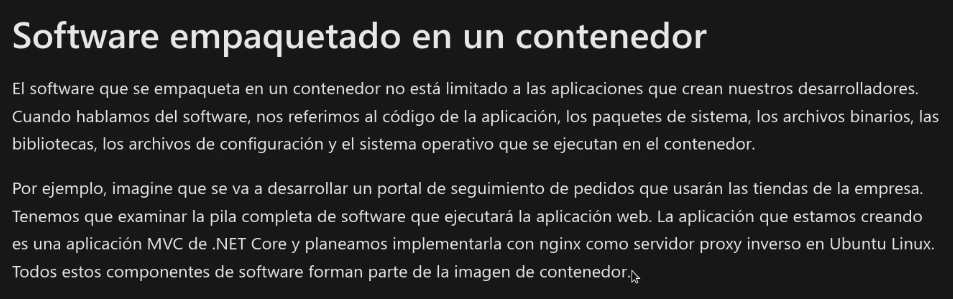 Software empaquetado en un contenedor
El software que se empaqueta en un contenedor no está limitado a las aplicaciones que crean nuestros desarrolladores.
Cuando hablamos del software, nos referimos al código de la aplicación, los paquetes de sistema, los archivos binarios, las
bibliotecas, los archivos de configuración y el sistema operativo que se ejecutan en el contenedor.
Por ejemplo, imagine que se va a desarrollar un portal de seguimiento de pedidos que usarán las tiendas de la empresa.
Tenemos que examinar la pila completa de software que ejecutará la aplicación web. La aplicación que estamos creando
es una aplicación MVC de .NET Core y planeamos implementarla con nginx como servidor proxy inverso en Ubuntu Linux.
Todos estos componentes de software forman parte de la imagen de contenedor.